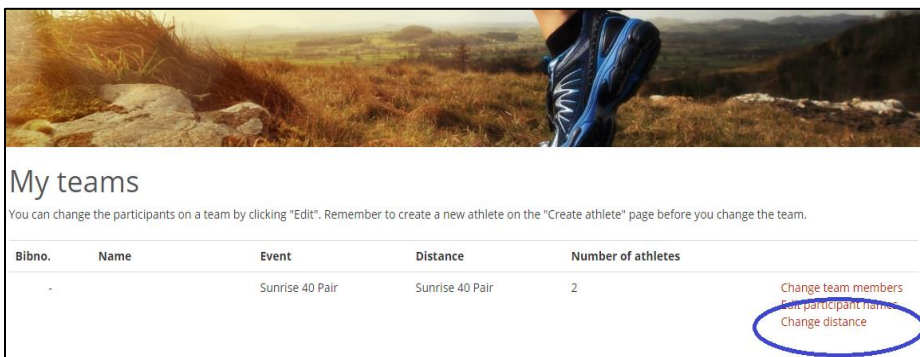 My teams
You can change the participants on a team by clicking "Edit". Remember to create a new athlete on the "Create athlete" page before you change the team.
Bibno. Name Event Distance Number of athletes
- Sunrise 40 Pair Sunrise 40 Pair 2 Change team members
Edit participant names
Change distance